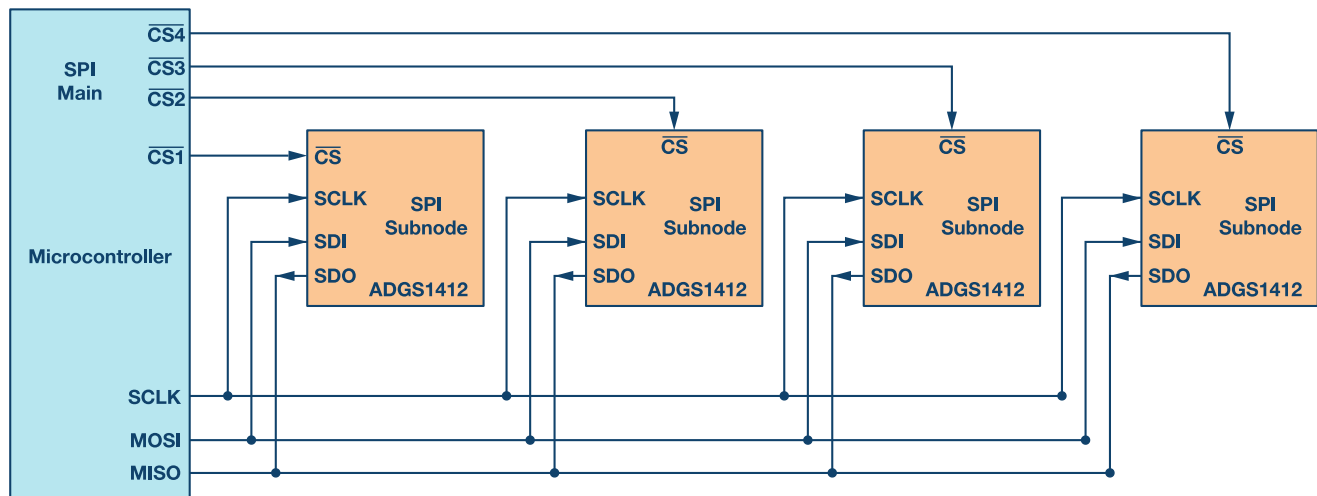 CS4
SPI
Main
CS3
CS2
CS1
Microcontroller
SCLK
MOSI
MISO
CS
SCLK
SPI
Subnode
SDI
SDO
ADGS1412
CS
SCLK
SPI
Subnode
SDI
SDO
ADGS1412
CS
SCLK
SPI
Subnode
SDI
SDO
ADGS1412
CS
SCLK
SPI
Subnode
SDI
SDO
ADGS1412